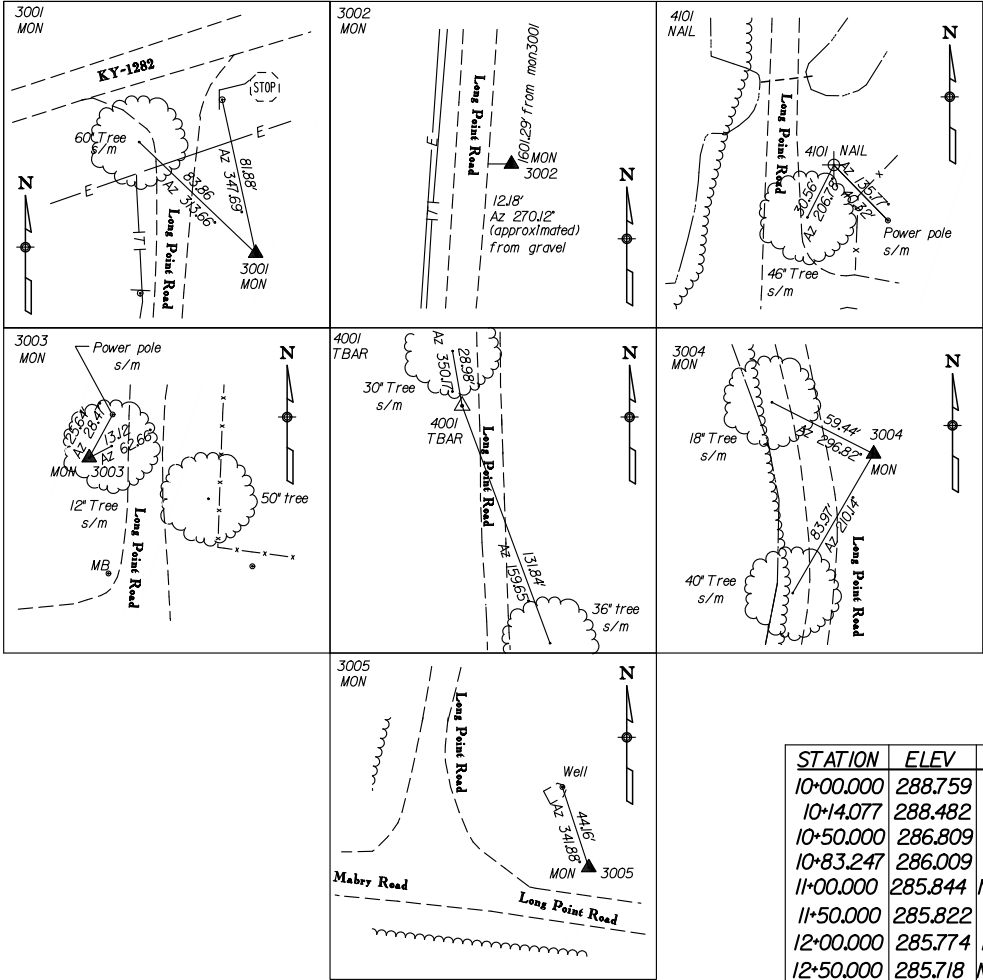 3001
MON
KY-1282
STOP
60" Tree
s/m
E
E
N
81.88'
Az 347.69°
83.86
Az 313.66°
T
Long Point Road
3001
MON
3002
MON
N
E
T
Long Point Road
1601.29' from mon3001
MON
3002
12.18'
Az 270.12°
(approximated)
from gravel
4101
NAIL
N
Long Point Road
4101 NAIL
Az 135.77°
40.32'
30.56'
Az 206.78°
x
x
Power pole
s/m
46" Tree
s/m
3003
MON
Power pole
s/m
N
25.64'
Az 28.41°
13.12'
Az 62.66°
MON 3003
12" Tree
s/m
50" tree
x
x
x
x
x
MB
Long Point Road
4001
TBAR
28.98'
Az 350.17°
30" Tree
s/m
4001
TBAR
N
Long Point Road
131.84'
Az 159.65°
36" tree
s/m
3004
MON
N
59.44'
Az 296.82°
3004
MON
18" Tree
s/m
83.97'
Az 210.14°
Long Point Road
40" Tree
s/m
3005
MON
N
Long Point Road
Well
44.16'
Az 341.88°
MON 3005
Mabry Road
Long Point Road
STATION ELEV
10+00.000 288.759
10+14.077 288.482
10+50.000 286.809
10+83.247 286.009
11+00.000 285.844
11+50.000 285.822
12+00.000 285.774
12+50.000 285.718